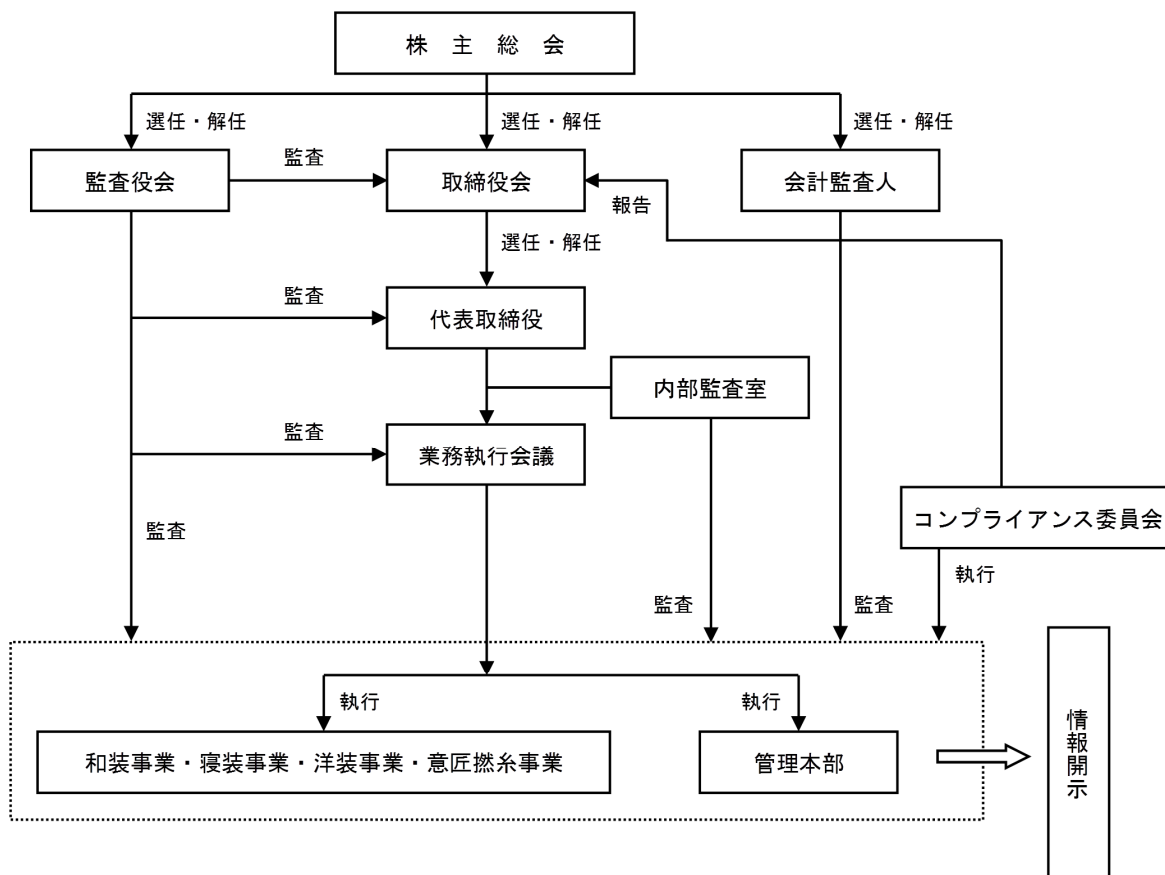 株 主 総 会
選任・解任
選任・解任
選任・解任
監査役会
監査
取締役会
会計監査人
報告
選任・解任
監査
代表取締役
内部監査室
監査
業務執行会議
コンプライアンス委員会
監査
執行
監査
監査
執行
執行
和装事業・寝装事業・洋装事業・意匠撚糸事業
管理本部
情報開示